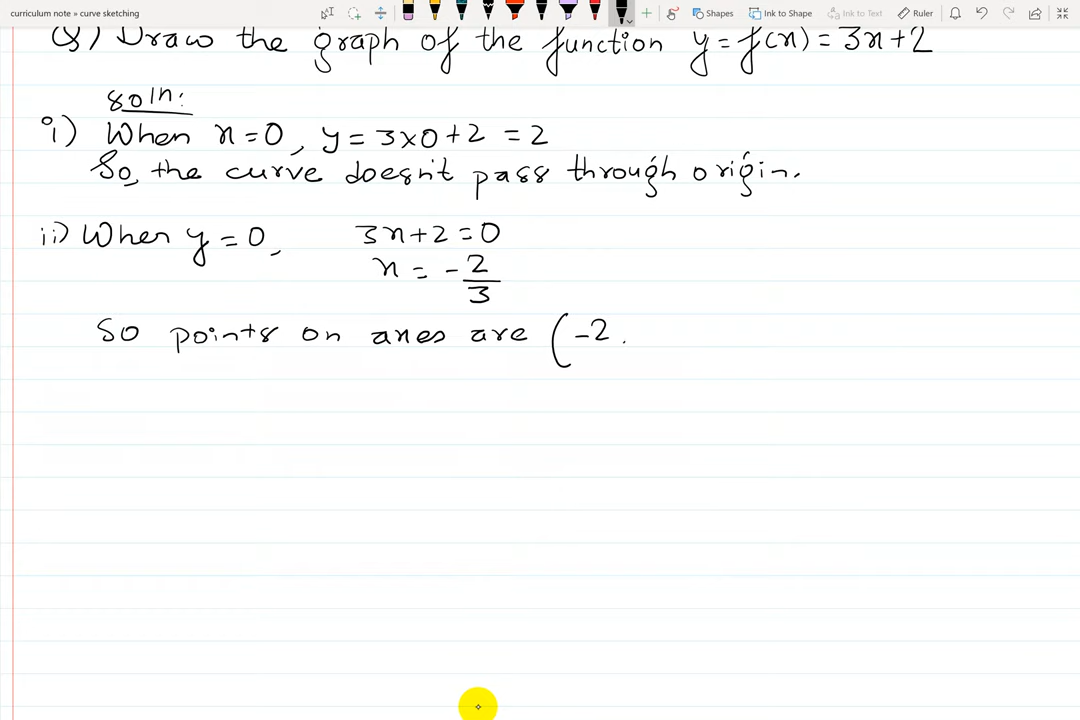 curriculum note » curve sketching
Shapes Ink to Shape Ink to Text Ruler
Q) Draw the graph of the function y = f(x) = 3x+2
soln:
i) When x=0, y = 3×0+2 = 2
So, the curve doesn't pass through origin.
ii) When y = 0, 3x+2 = 0
x = -2/3
So points on axes are (-2.